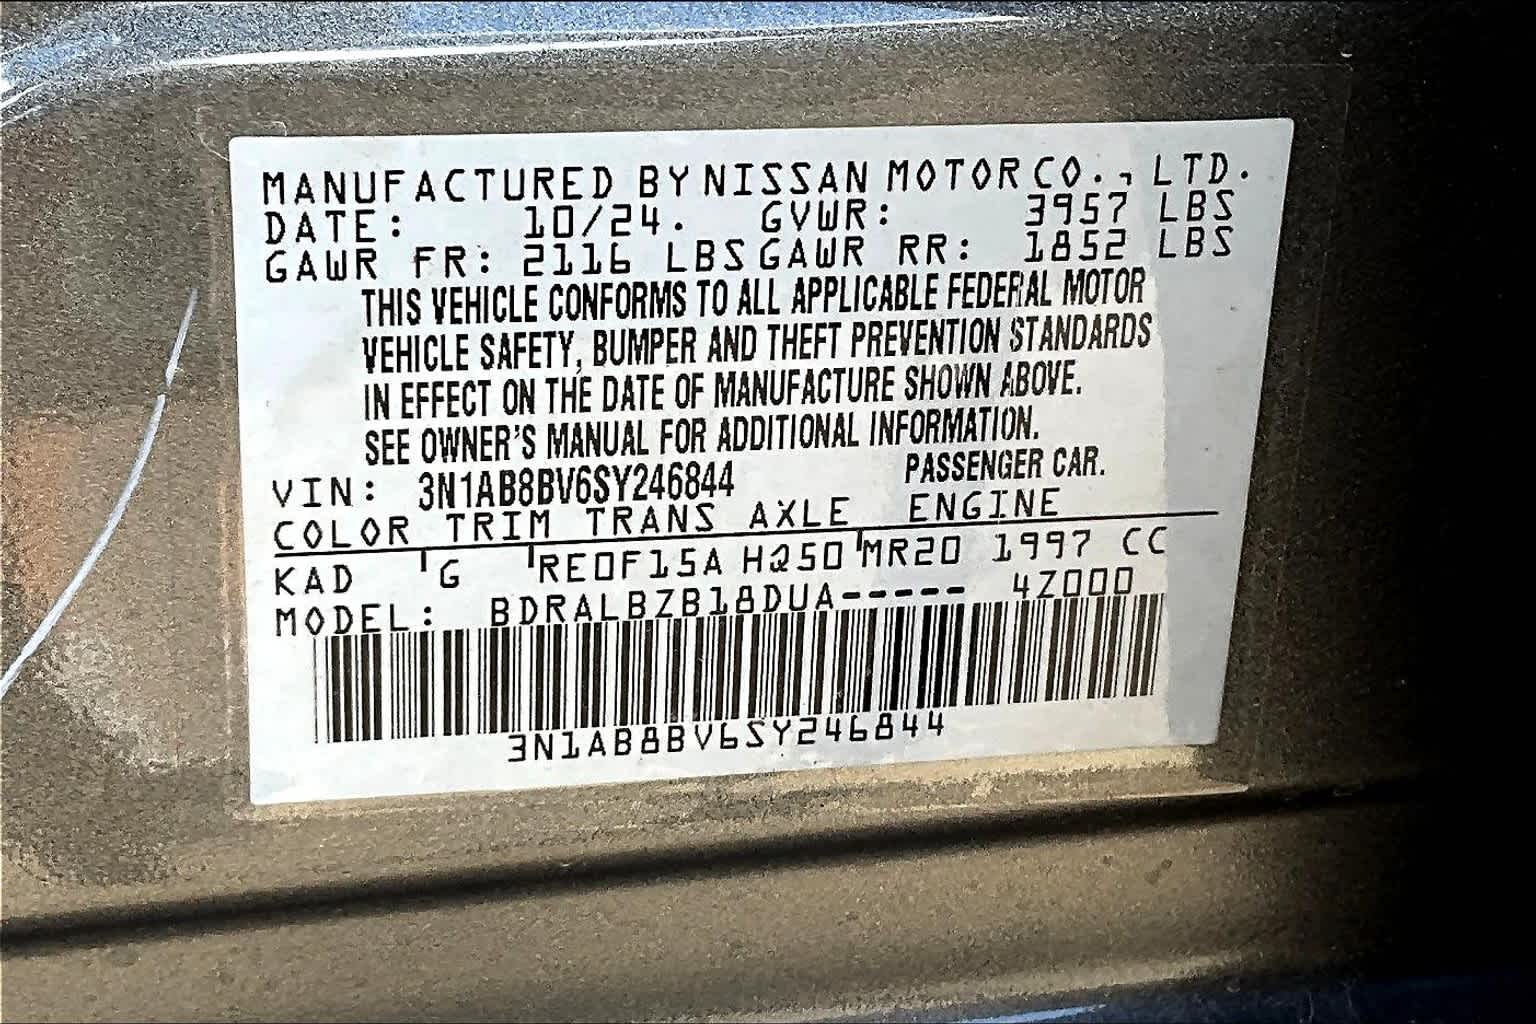 MANUFACTURED BY NISSAN MOTOR CO., LTD.
DATE: 10/24. GVWR: 3957 LBS
GAWR FR: 2116 LBS GAWR RR: 1852 LBS
THIS VEHICLE CONFORMS TO ALL APPLICABLE FEDERAL MOTOR
VEHICLE SAFETY, BUMPER AND THEFT PREVENTION STANDARDS
IN EFFECT ON THE DATE OF MANUFACTURE SHOWN ABOVE.
SEE OWNER'S MANUAL FOR ADDITIONAL INFORMATION.
VIN: 3N1AB8BV6SY246844 PASSENGER CAR.
COLOR TRIM TRANS AXLE ENGINE
KAD G RE0F15A HQ50 MR20 1997 CC
MODEL: BDRALBZB18DUA----- 4Z000
3N1AB8BV6SY246844